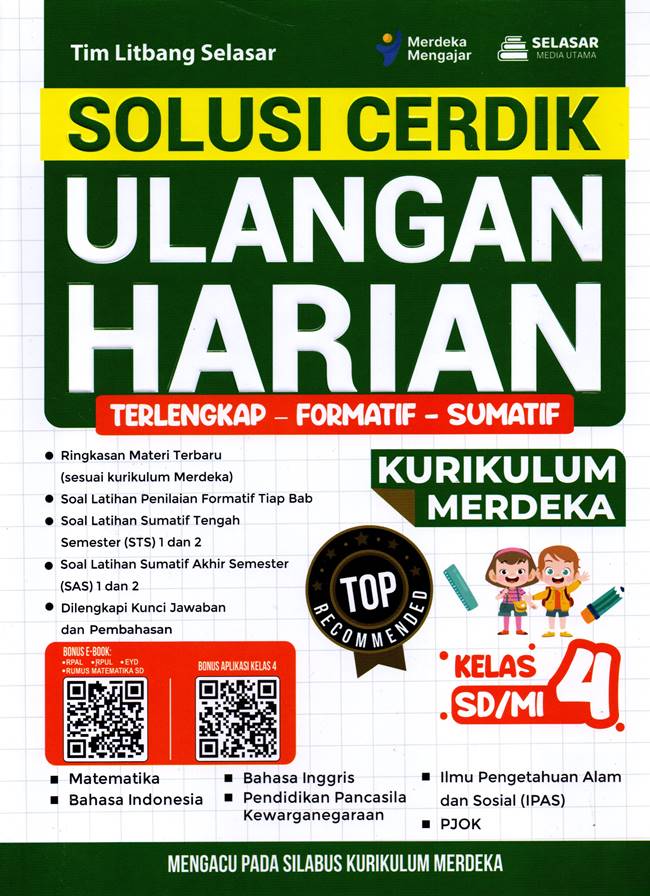 Tim Litbang Selasar
Merdeka
Mengajar
SELASAR
MEDIA UTAMA
SOLUSI CERDIK
ULANGAN
HARIAN
TERLENGKAP – FORMATIF - SUMATIF
• Ringkasan Materi Terbaru
(sesuai kurikulum Merdeka)
• Soal Latihan Penilaian Formatif Tiap Bab
• Soal Latihan Sumatif Tengah
Semester (STS) 1 dan 2
• Soal Latihan Sumatif Akhir Semester
(SAS) 1 dan 2
• Dilengkapi Kunci Jawaban
dan Pembahasan
KURIKULUM
MERDEKA
TOP
RECOMMENDED
KELAS
SD/MI
4
BONUS E-BOOK:
•RPAL •RPUL •EYD
•RUMUS MATEMATIKA SD
BONUS APLIKASI KELAS 4
■ Matematika
■ Bahasa Indonesia
■ Bahasa Inggris
■ Pendidikan Pancasila
Kewarganegaraan
■ Ilmu Pengetahuan Alam
dan Sosial (IPAS)
■ PJOK
MENGACU PADA SILABUS KURIKULUM MERDEKA